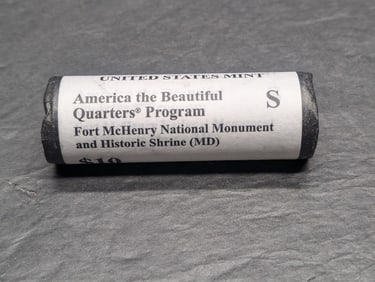 UNITED STATES MINT
America the Beautiful
Quarters® Program S
Fort McHenry National Monument
and Historic Shrine (MD)
$10